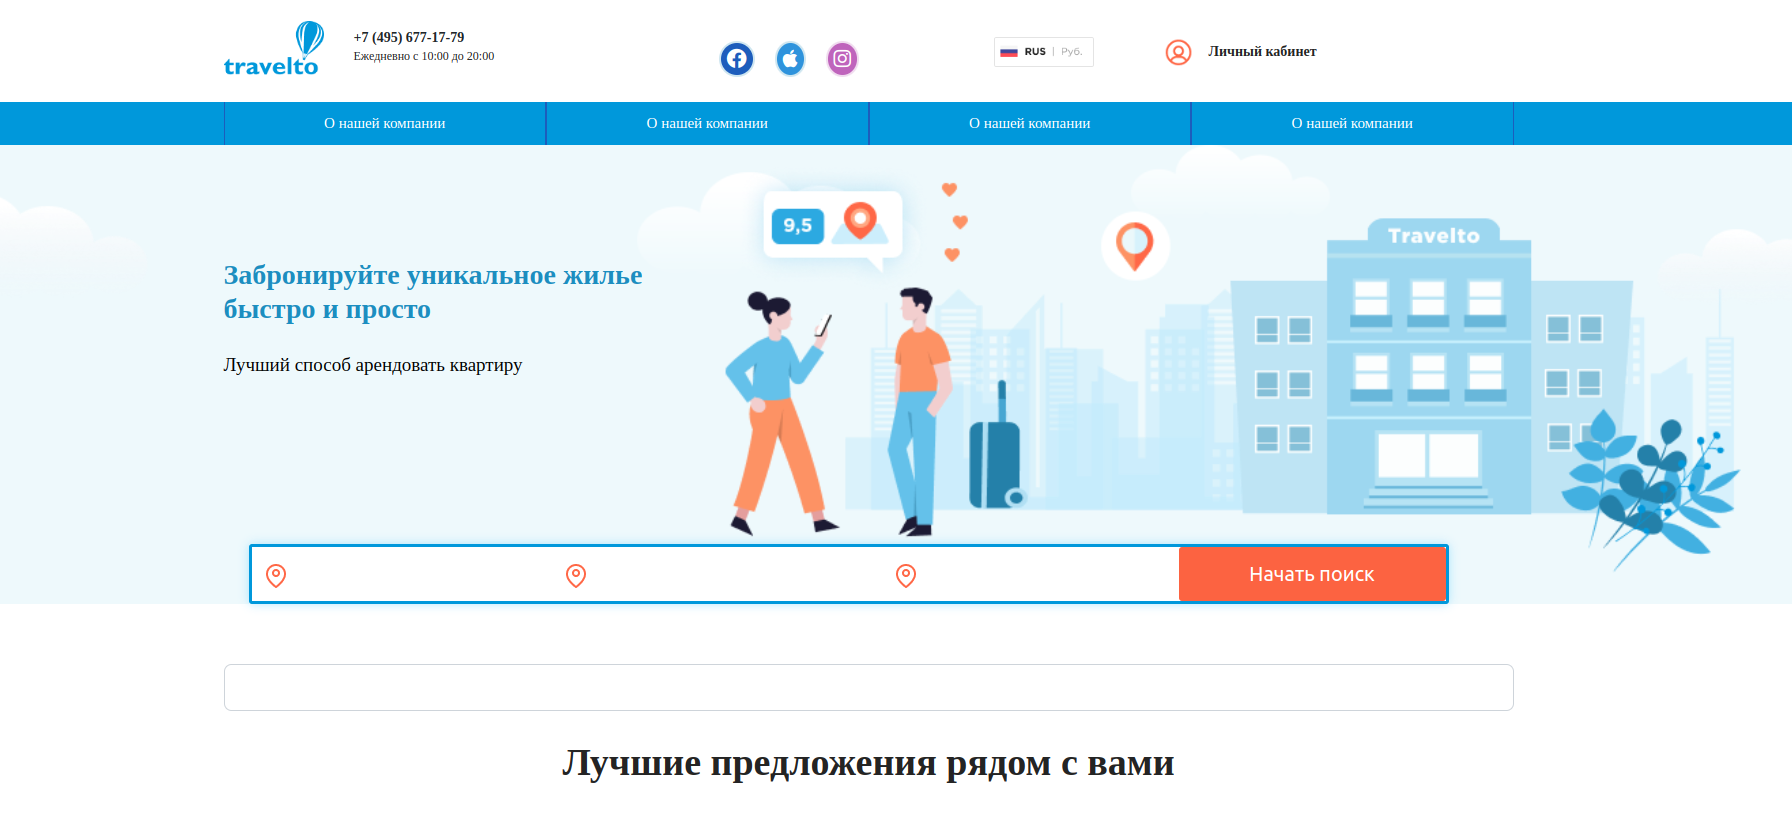 travelto
+7 (495) 677-17-79
Ежедневно с 10:00 до 20:00
RUS | Руб.
Личный кабинет
О нашей компании
О нашей компании
О нашей компании
О нашей компании
9,5
Travelto
Забронируйте уникальное жилье
быстро и просто
Лучший способ арендовать квартиру
Начать поиск
Лучшие предложения рядом с вами